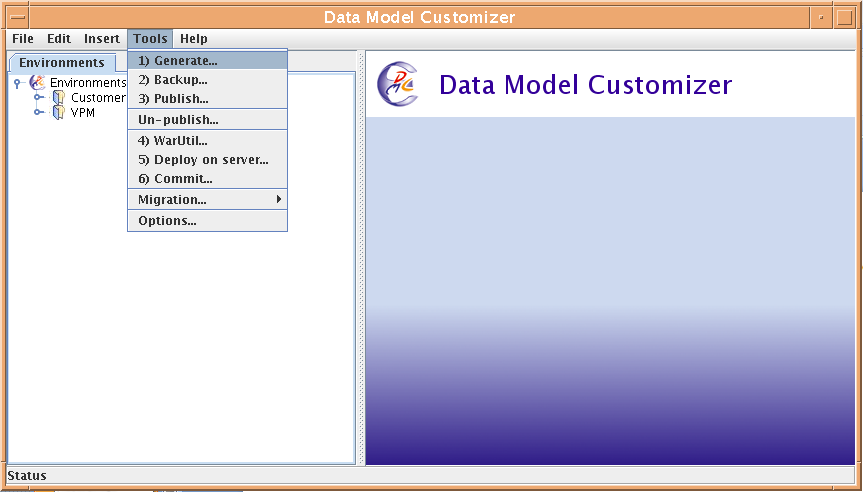 Data Model Customizer
File Edit Insert Tools Help
Environments
1) Generate...
2) Backup...
3) Publish...
Un-publish...
4) WarUtil...
5) Deploy on server...
6) Commit...
Migration...
Options...
Environments
Customer
VPM
Data Model Customizer
Status